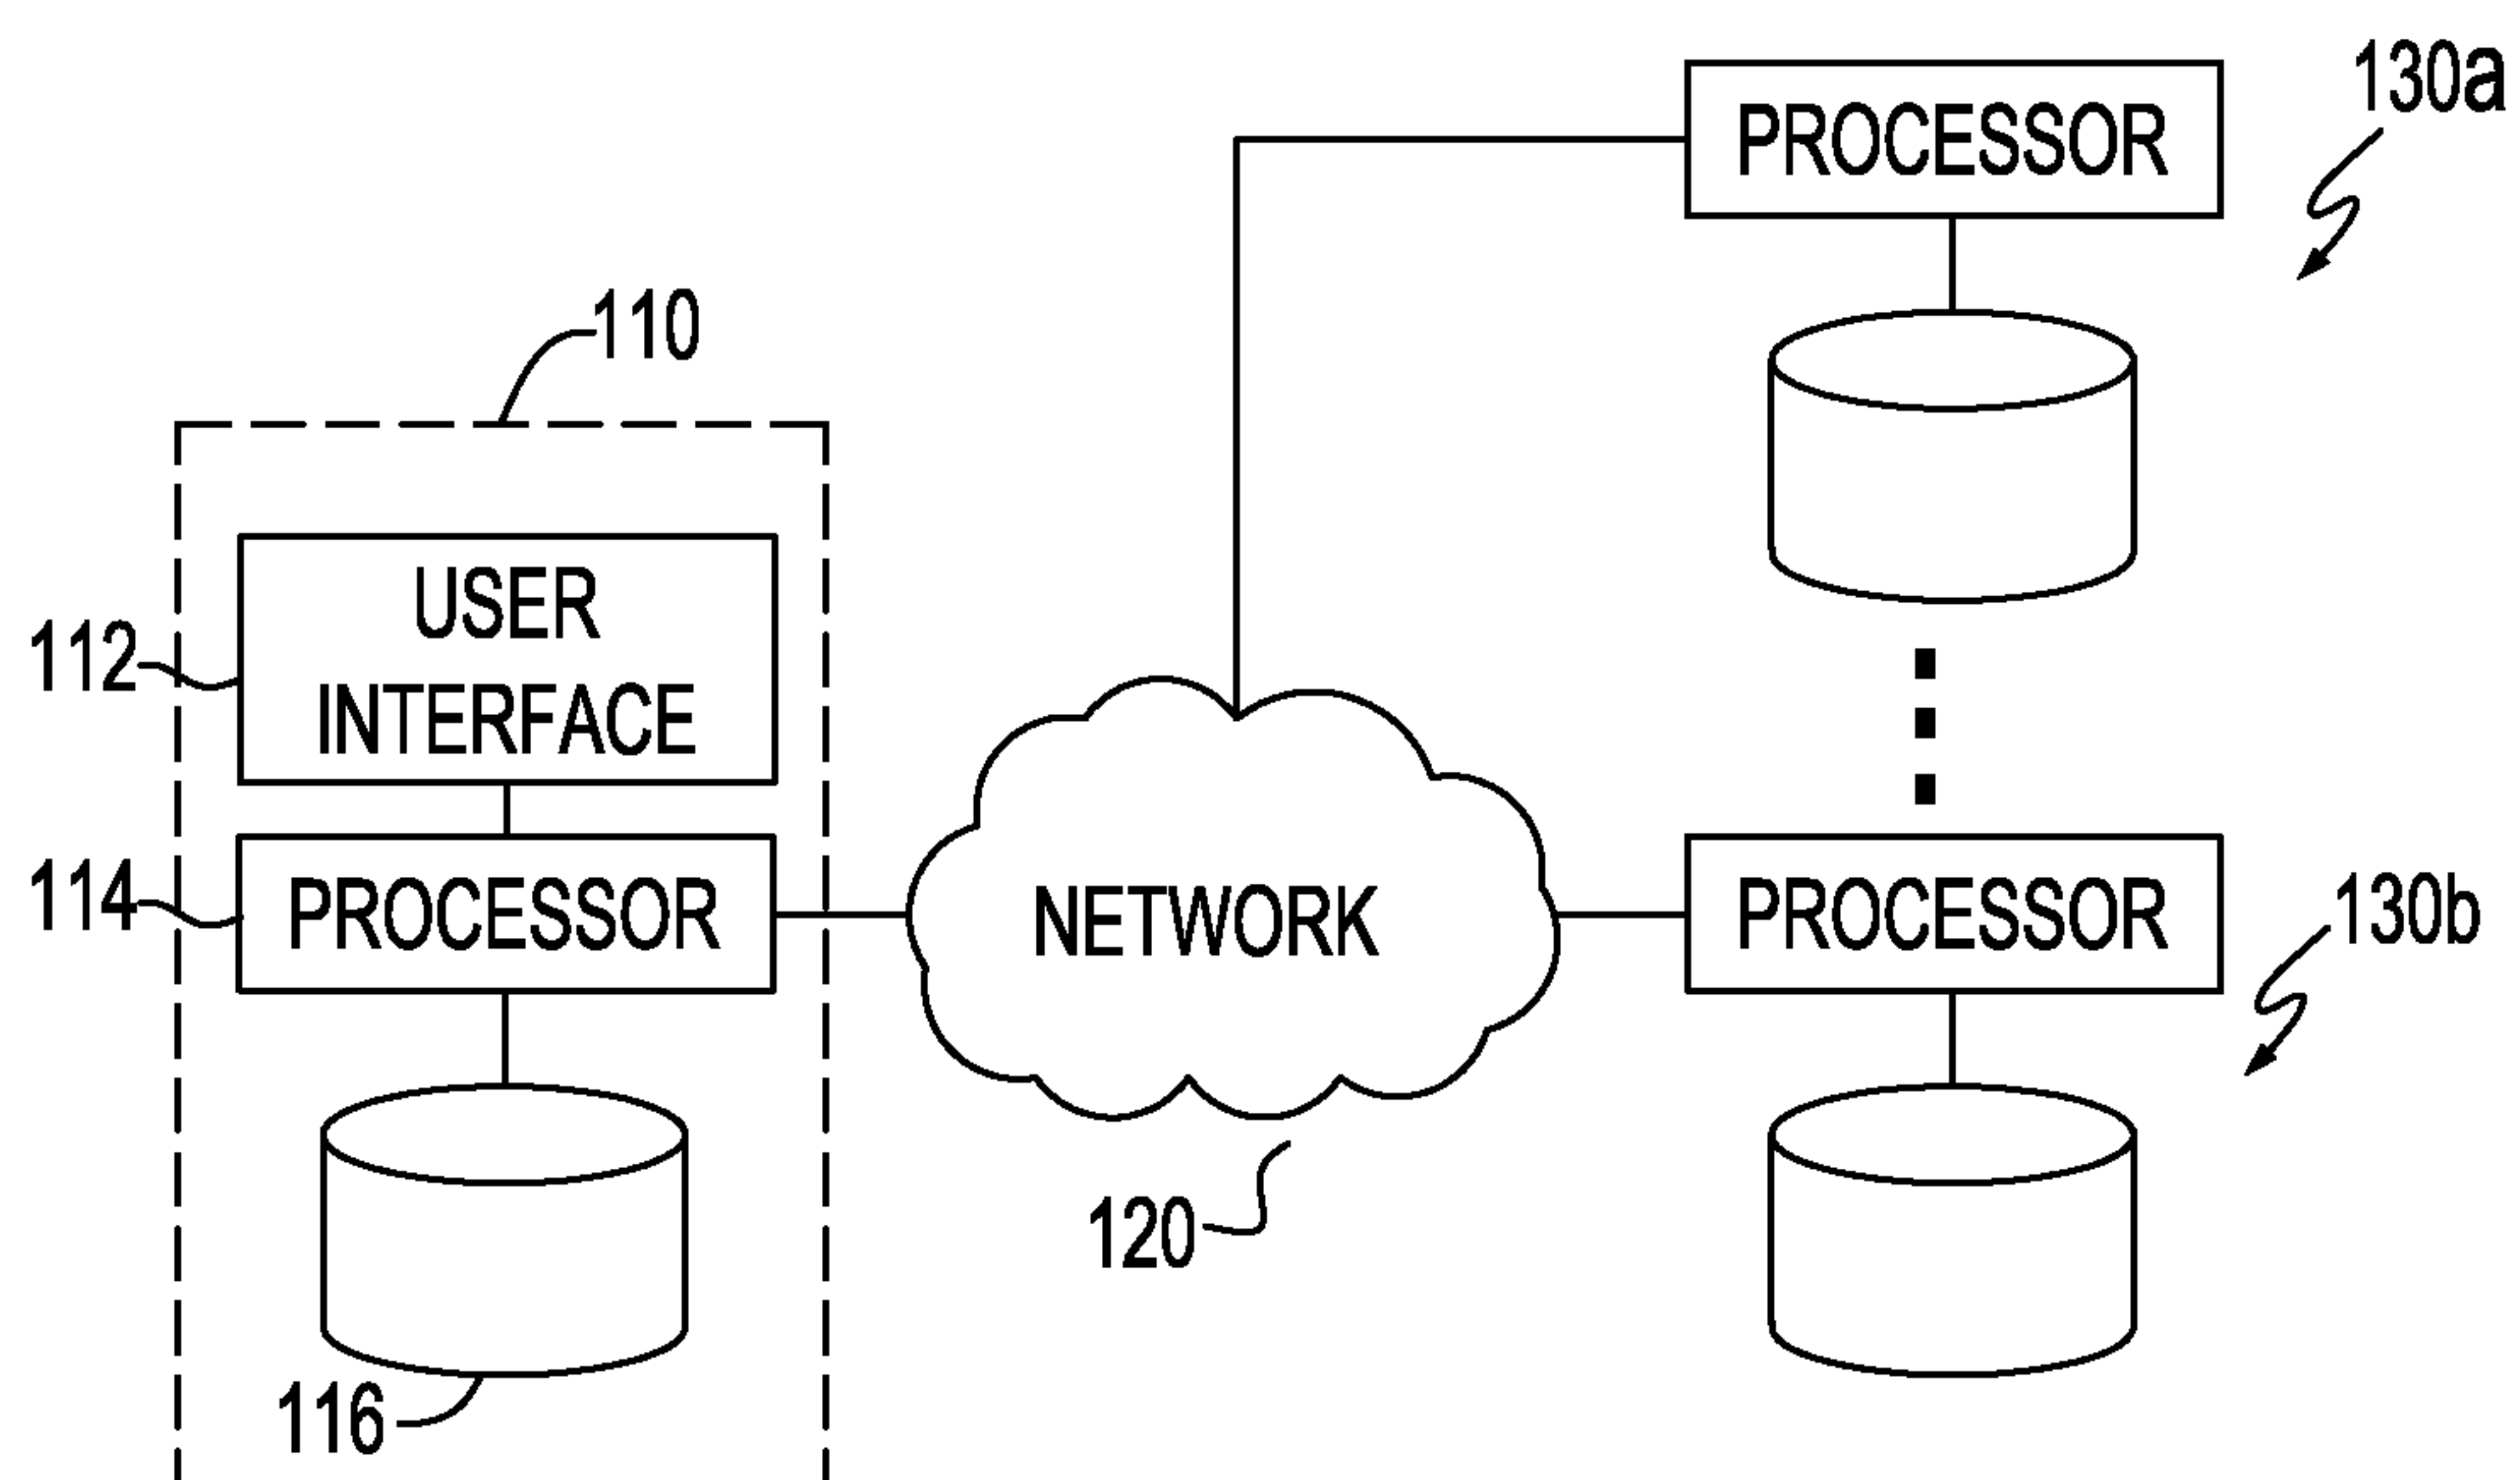 130a
PROCESSOR
110
USER
INTERFACE
112
114
PROCESSOR
NETWORK
PROCESSOR
130b
120
116